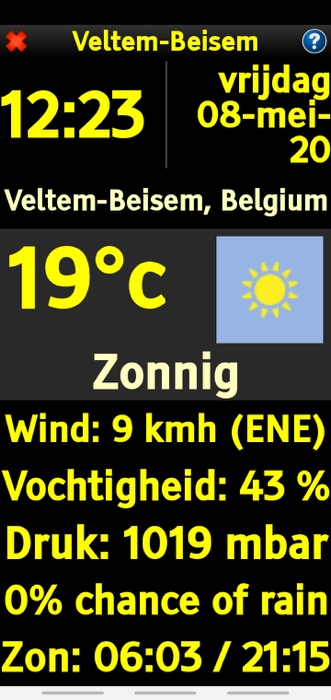 Veltem-Beisem
?
12:23
vrijdag
08-mei-
20
Veltem-Beisem, Belgium
19°c
Zonnig
Wind: 9 kmh (ENE)
Vochtigheid: 43 %
Druk: 1019 mbar
0% chance of rain
Zon: 06:03 / 21:15